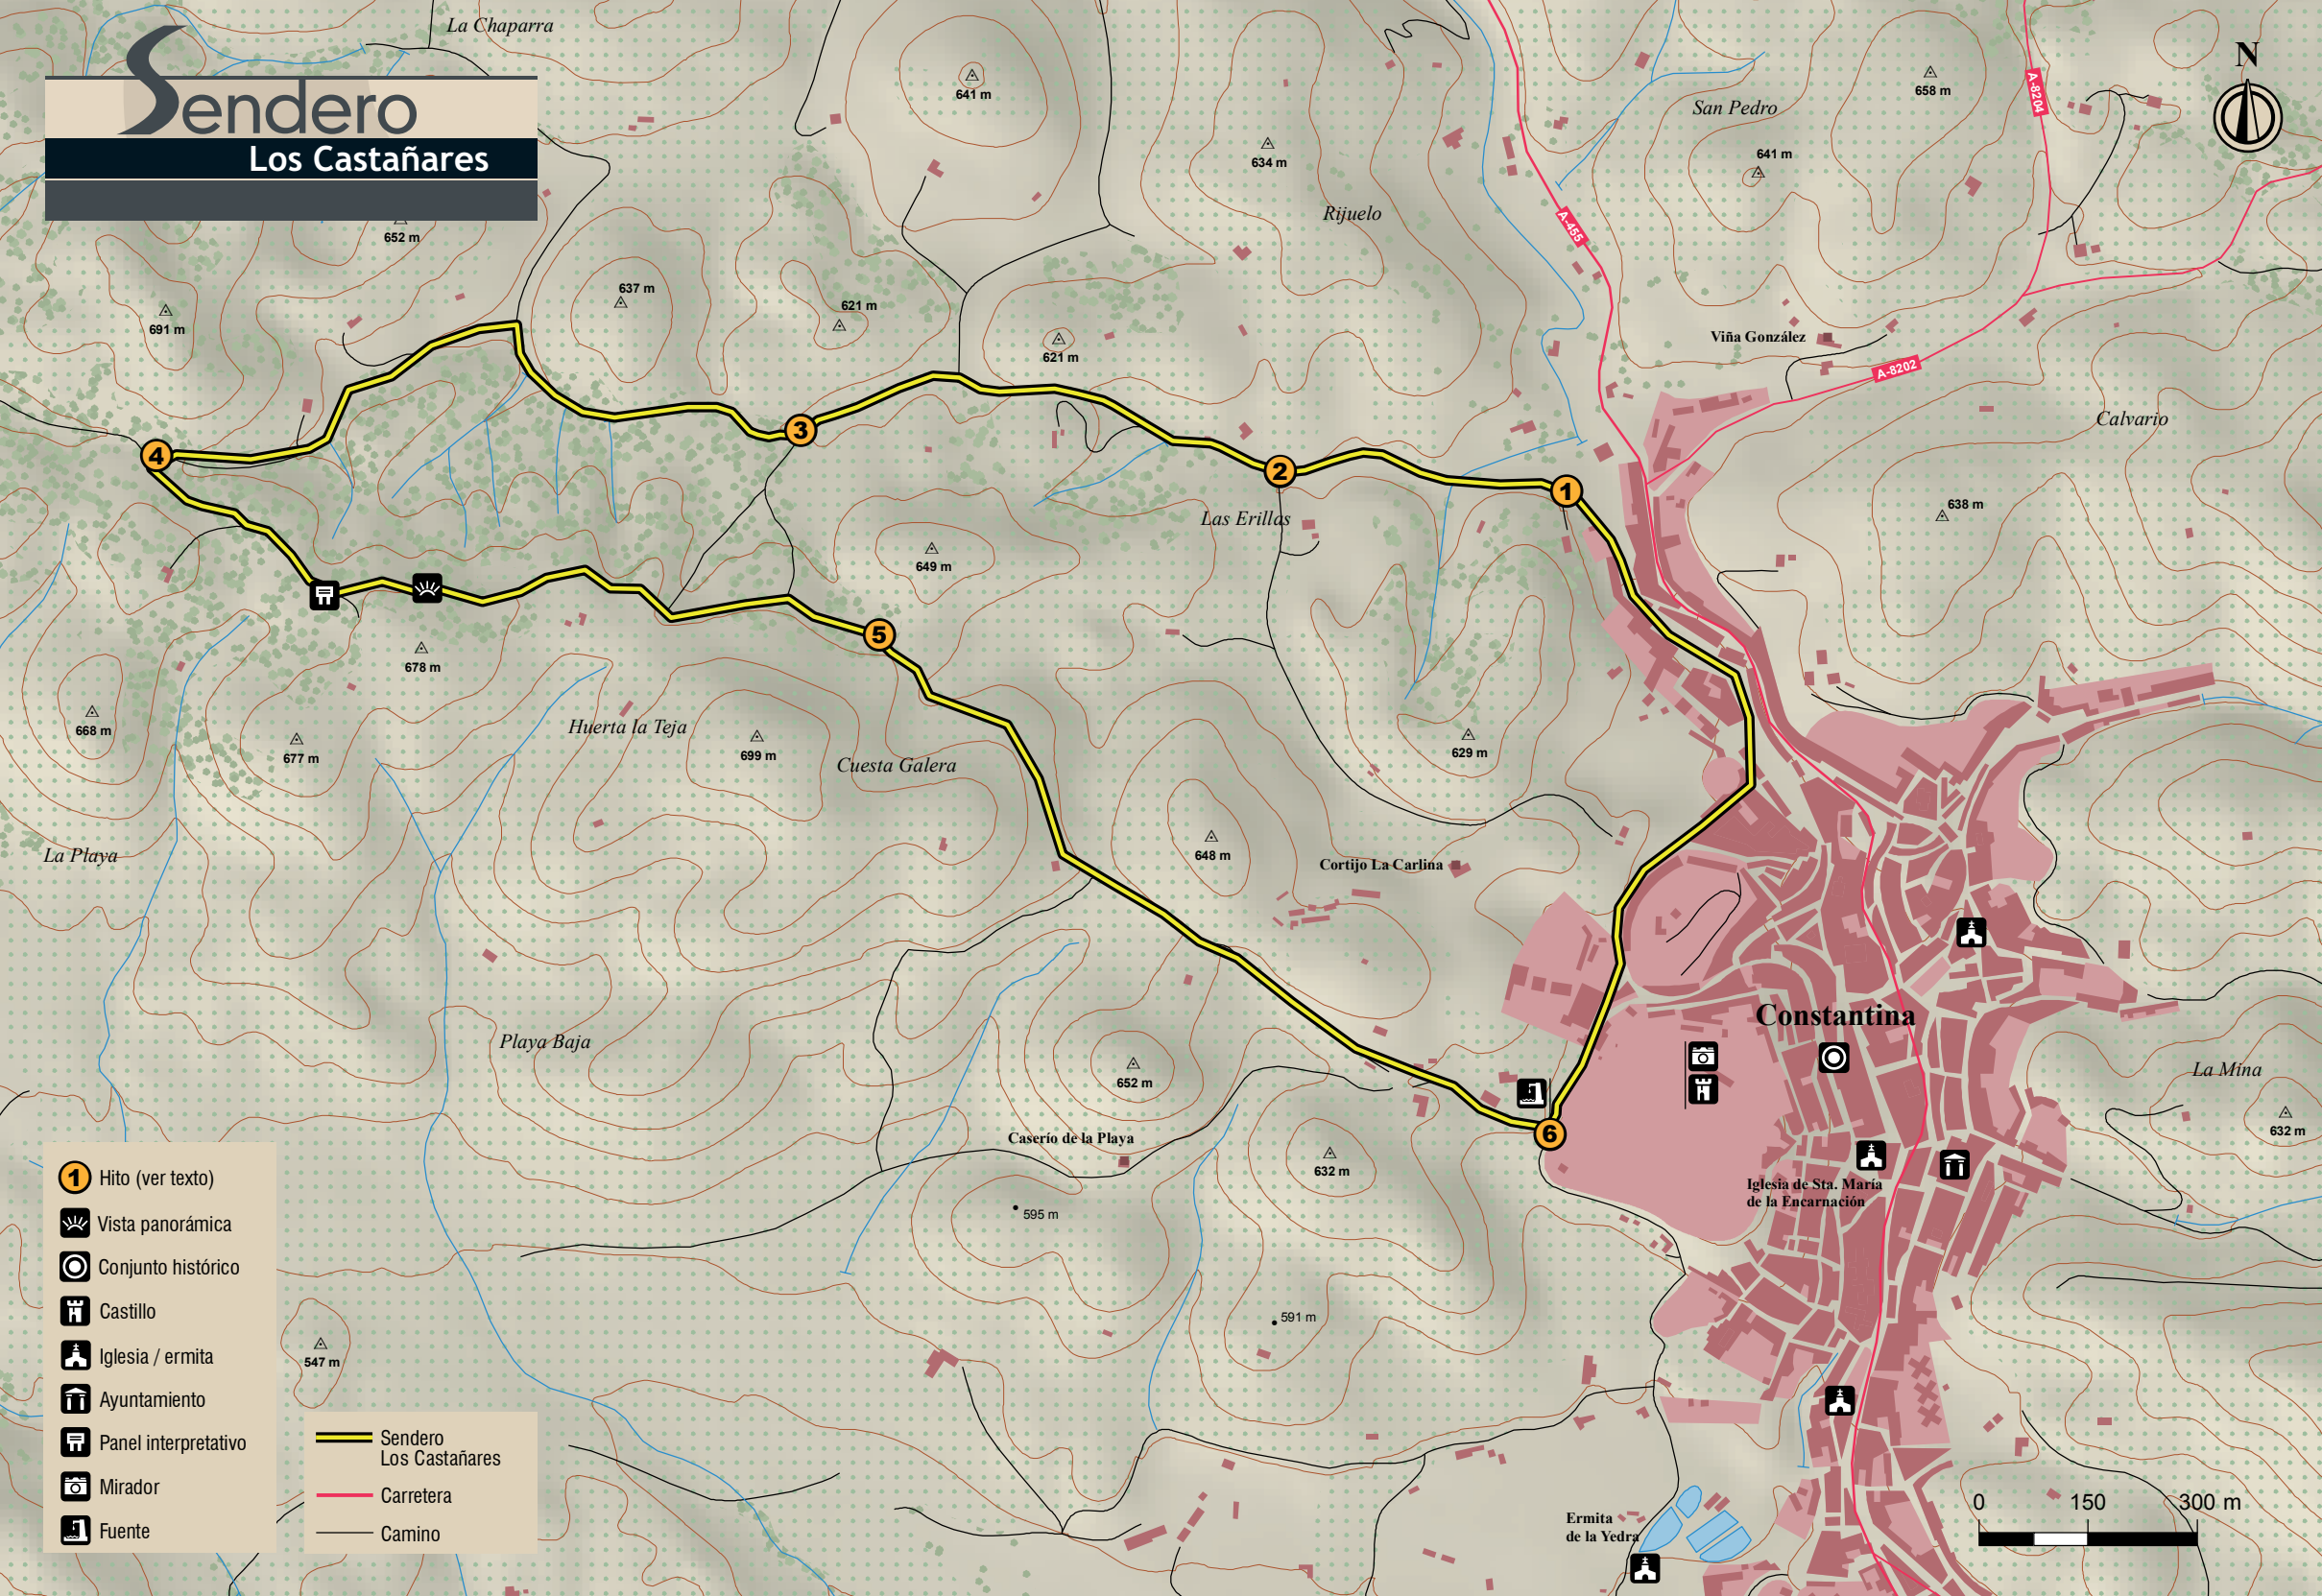 La Chaparra
Sendero
Los Castañares
641 m
634 m
San Pedro
641 m
658 m
A-8204
N
Rijuelo
A-455
652 m
637 m
621 m
691 m
621 m
Viña González
A-8202
Calvario
4
3
2
1
Las Erillas
638 m
649 m
5
678 m
668 m
677 m
Huerta la Teja
699 m
Cuesta Galera
629 m
La Playa
648 m
Cortijo La Carlina
Constantina
Playa Baja
652 m
La Mina
632 m
Caserío de la Playa
6
632 m
Iglesia de Sta. María
de la Encarnación
595 m
591 m
547 m
1 Hito (ver texto)
Vista panorámica
Conjunto histórico
Castillo
Iglesia / ermita
Ayuntamiento
Panel interpretativo
Mirador
Fuente
Sendero
Los Castañares
Carretera
Camino
Ermita
de la Yedra
0 150 300 m